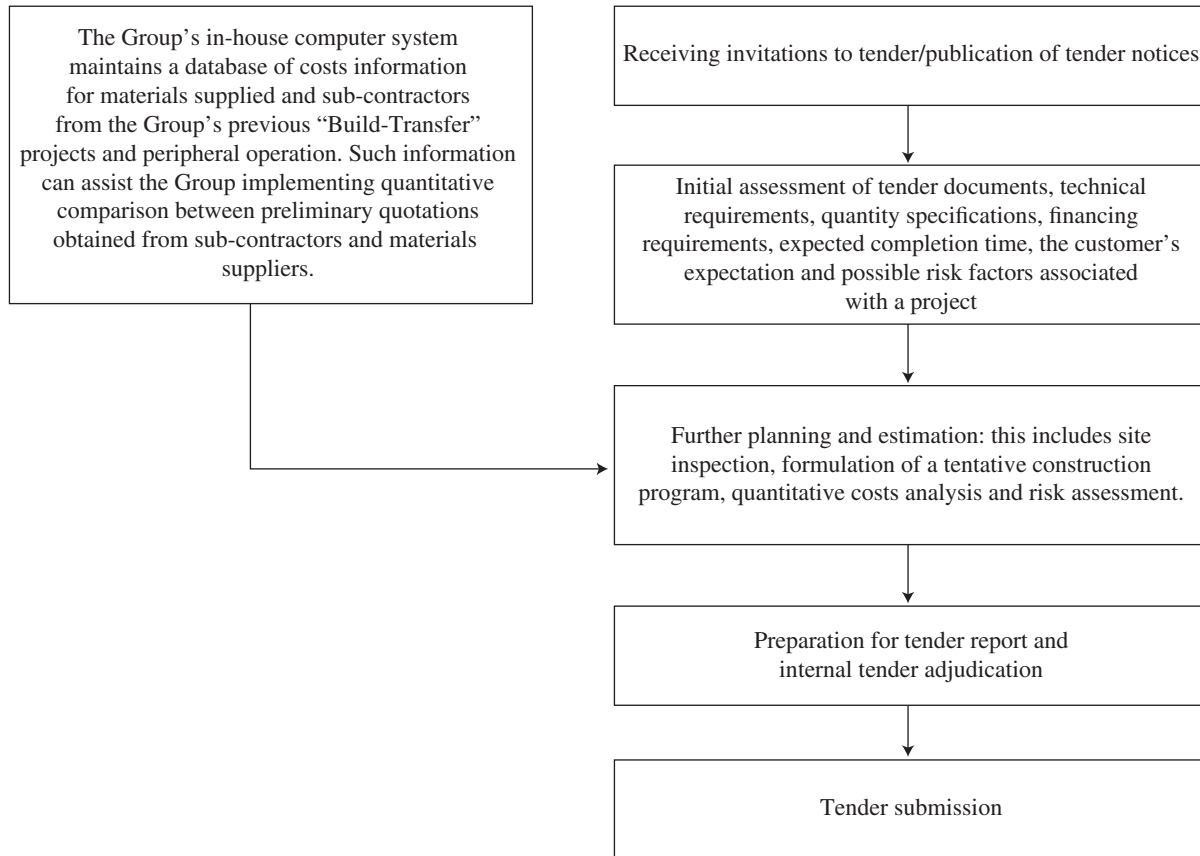 The Group’s in-house computer system
maintains a database of costs information
for materials supplied and sub-contractors
from the Group’s previous “Build-Transfer”
projects and peripheral operation. Such information
can assist the Group implementing quantitative
comparison between preliminary quotations
obtained from sub-contractors and materials
suppliers.
Receiving invitations to tender/publication of tender notices
Initial assessment of tender documents, technical
requirements, quantity specifications, financing
requirements, expected completion time, the customer’s
expectation and possible risk factors associated
with a project
Further planning and estimation: this includes site
inspection, formulation of a tentative construction
program, quantitative costs analysis and risk assessment.
Preparation for tender report and
internal tender adjudication
Tender submission